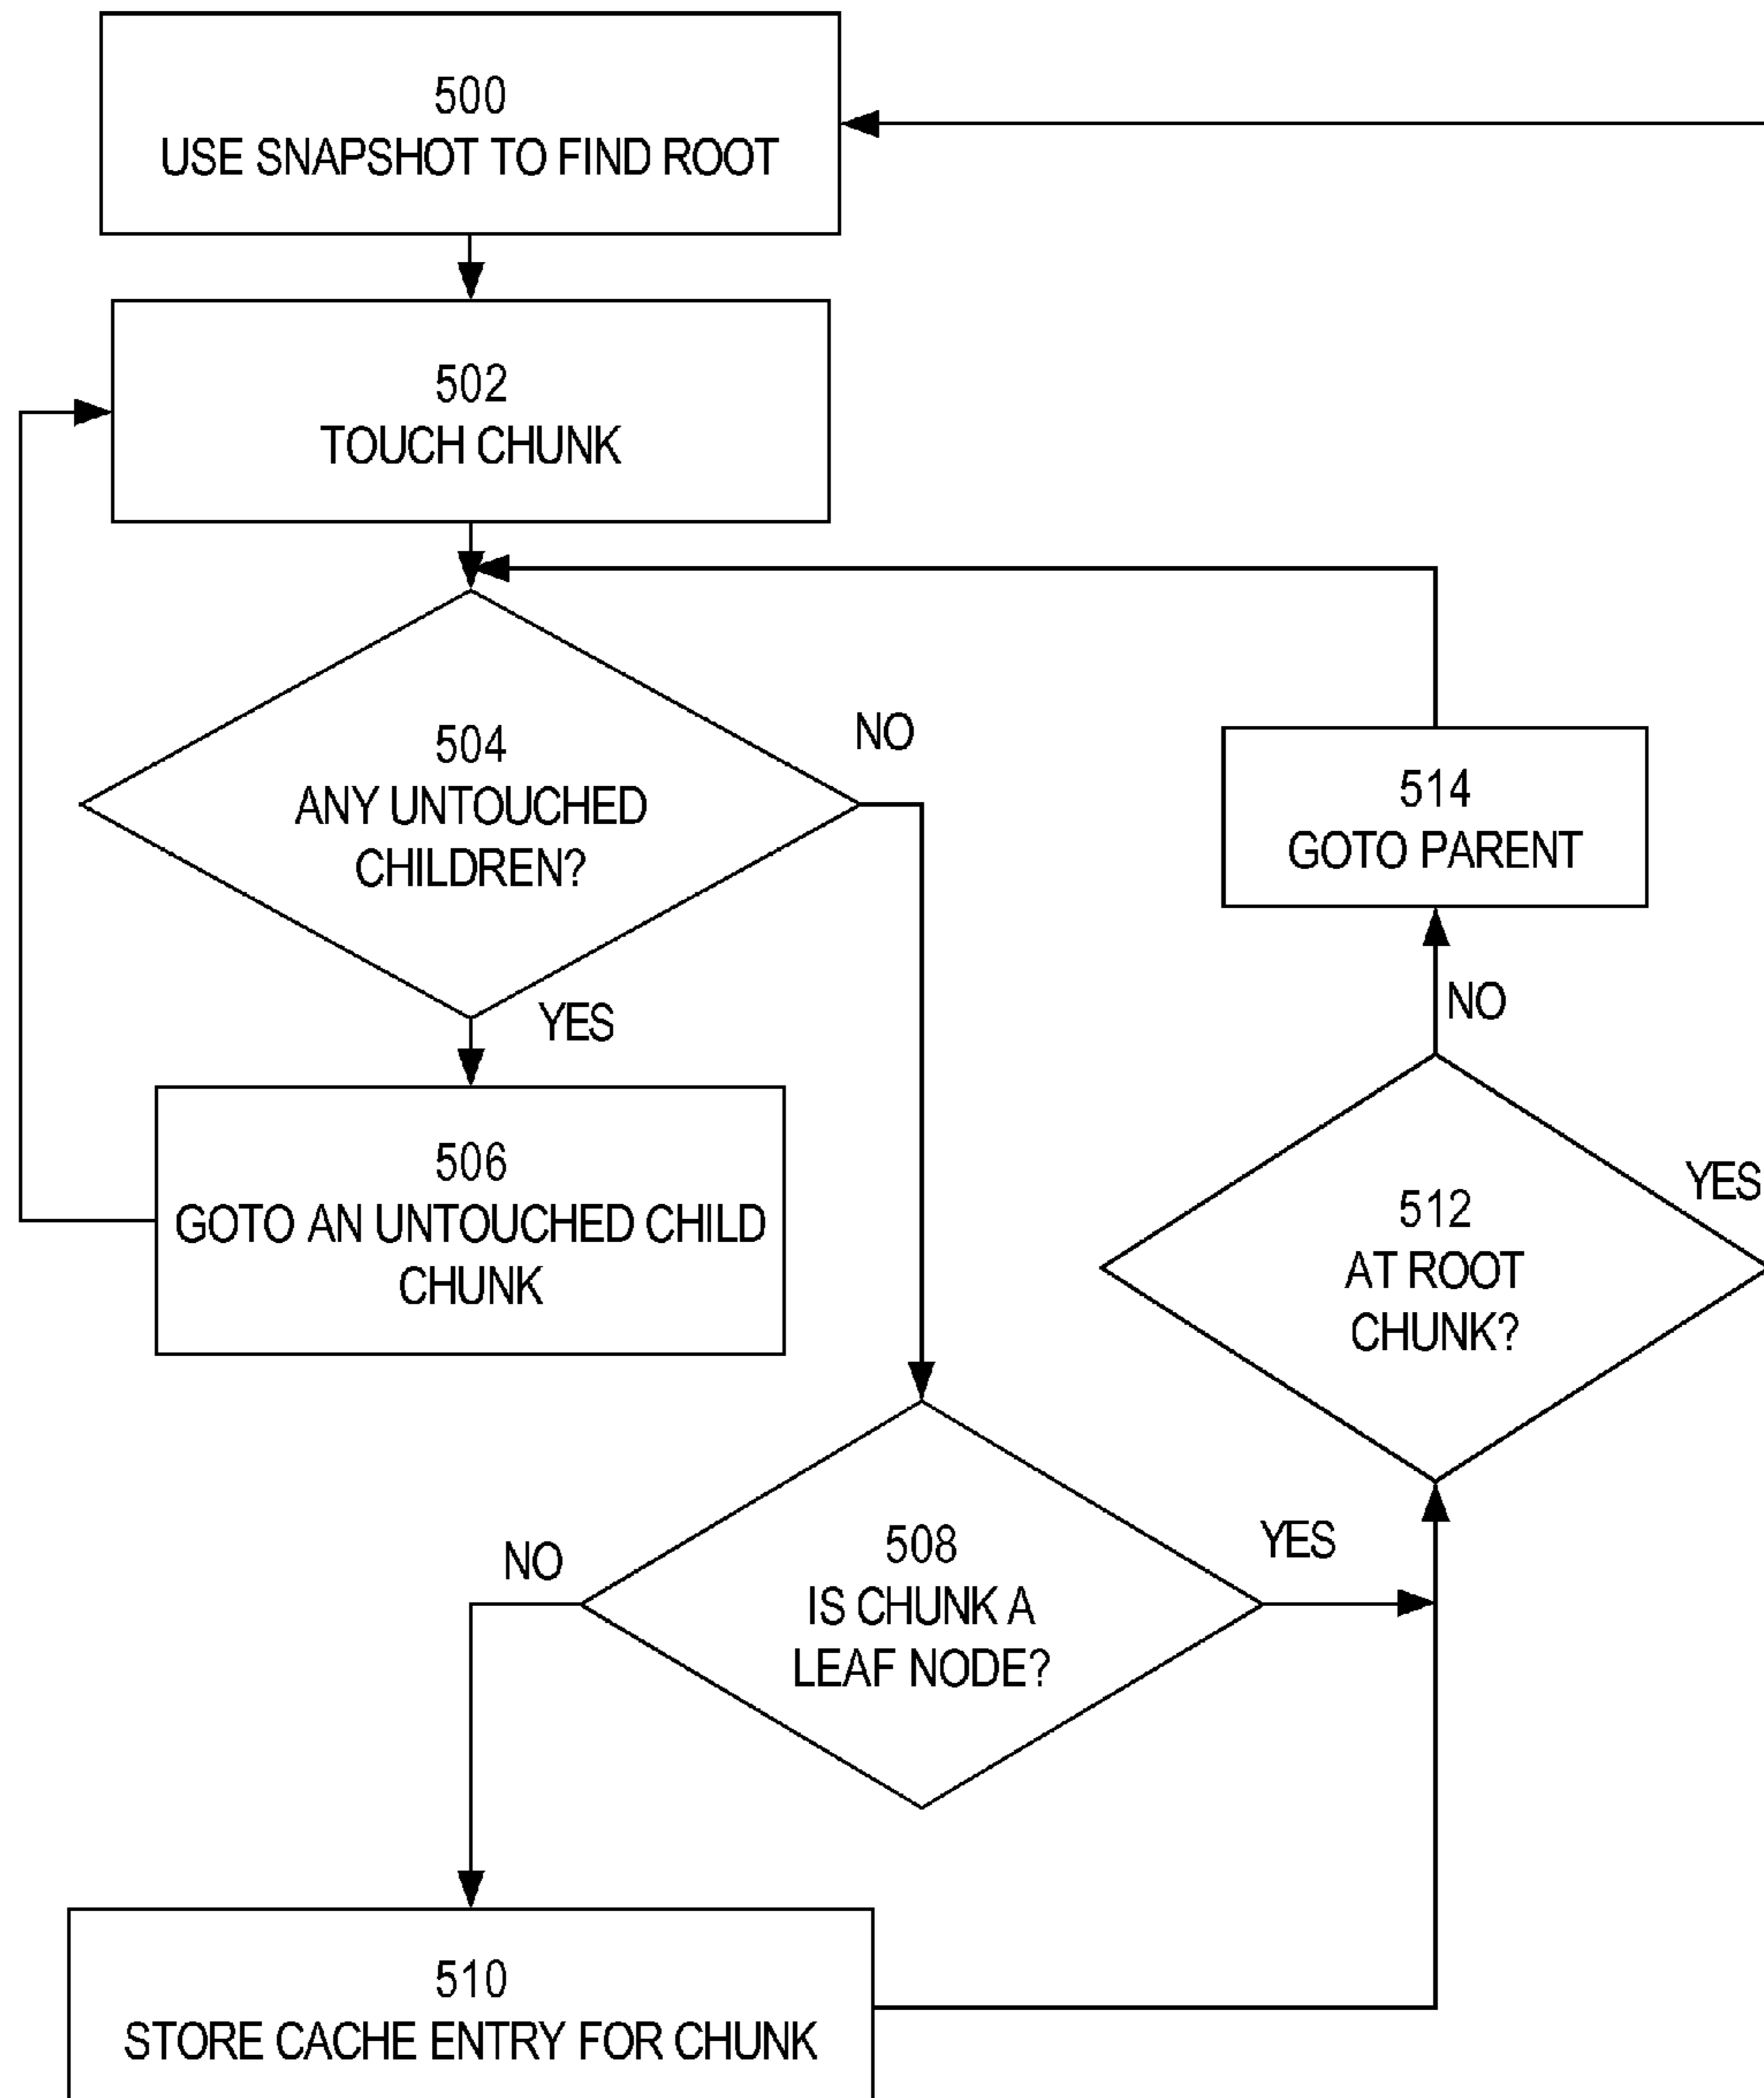 500
USE SNAPSHOT TO FIND ROOT
502
TOUCH CHUNK
504
ANY UNTOUCHED
CHILDREN?
NO
YES
506
GOTO AN UNTOUCHED CHILD
CHUNK
514
GOTO PARENT
NO
512
AT ROOT
CHUNK?
YES
508
IS CHUNK A
LEAF NODE?
NO
YES
510
STORE CACHE ENTRY FOR CHUNK